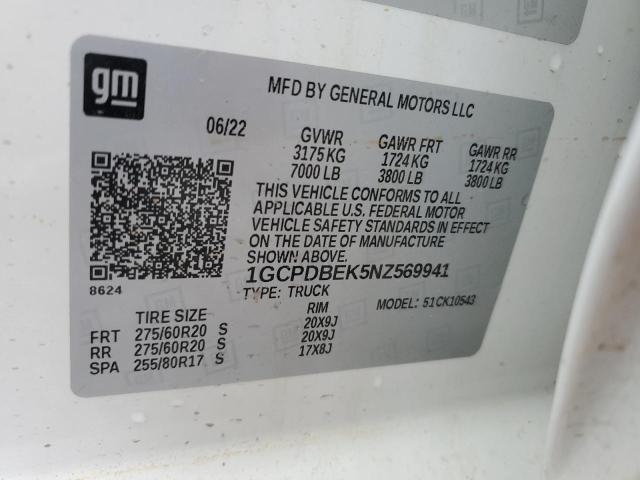 gm
MFD BY GENERAL MOTORS LLC
06/22 GVWR GAWR FRT GAWR RR
3175 KG 1724 KG 1724 KG
7000 LB 3800 LB 3800 LB
THIS VEHICLE CONFORMS TO ALL
APPLICABLE U.S. FEDERAL MOTOR
VEHICLE SAFETY STANDARDS IN EFFECT
ON THE DATE OF MANUFACTURE
SHOWN ABOVE.
1GCPDBEK5NZ569941
8624 TYPE: TRUCK MODEL: 51CK10543
TIRE SIZE RIM
FRT 275/60R20 S 20X9J
RR 275/60R20 S 20X9J
SPA 255/80R17 S 17X8J